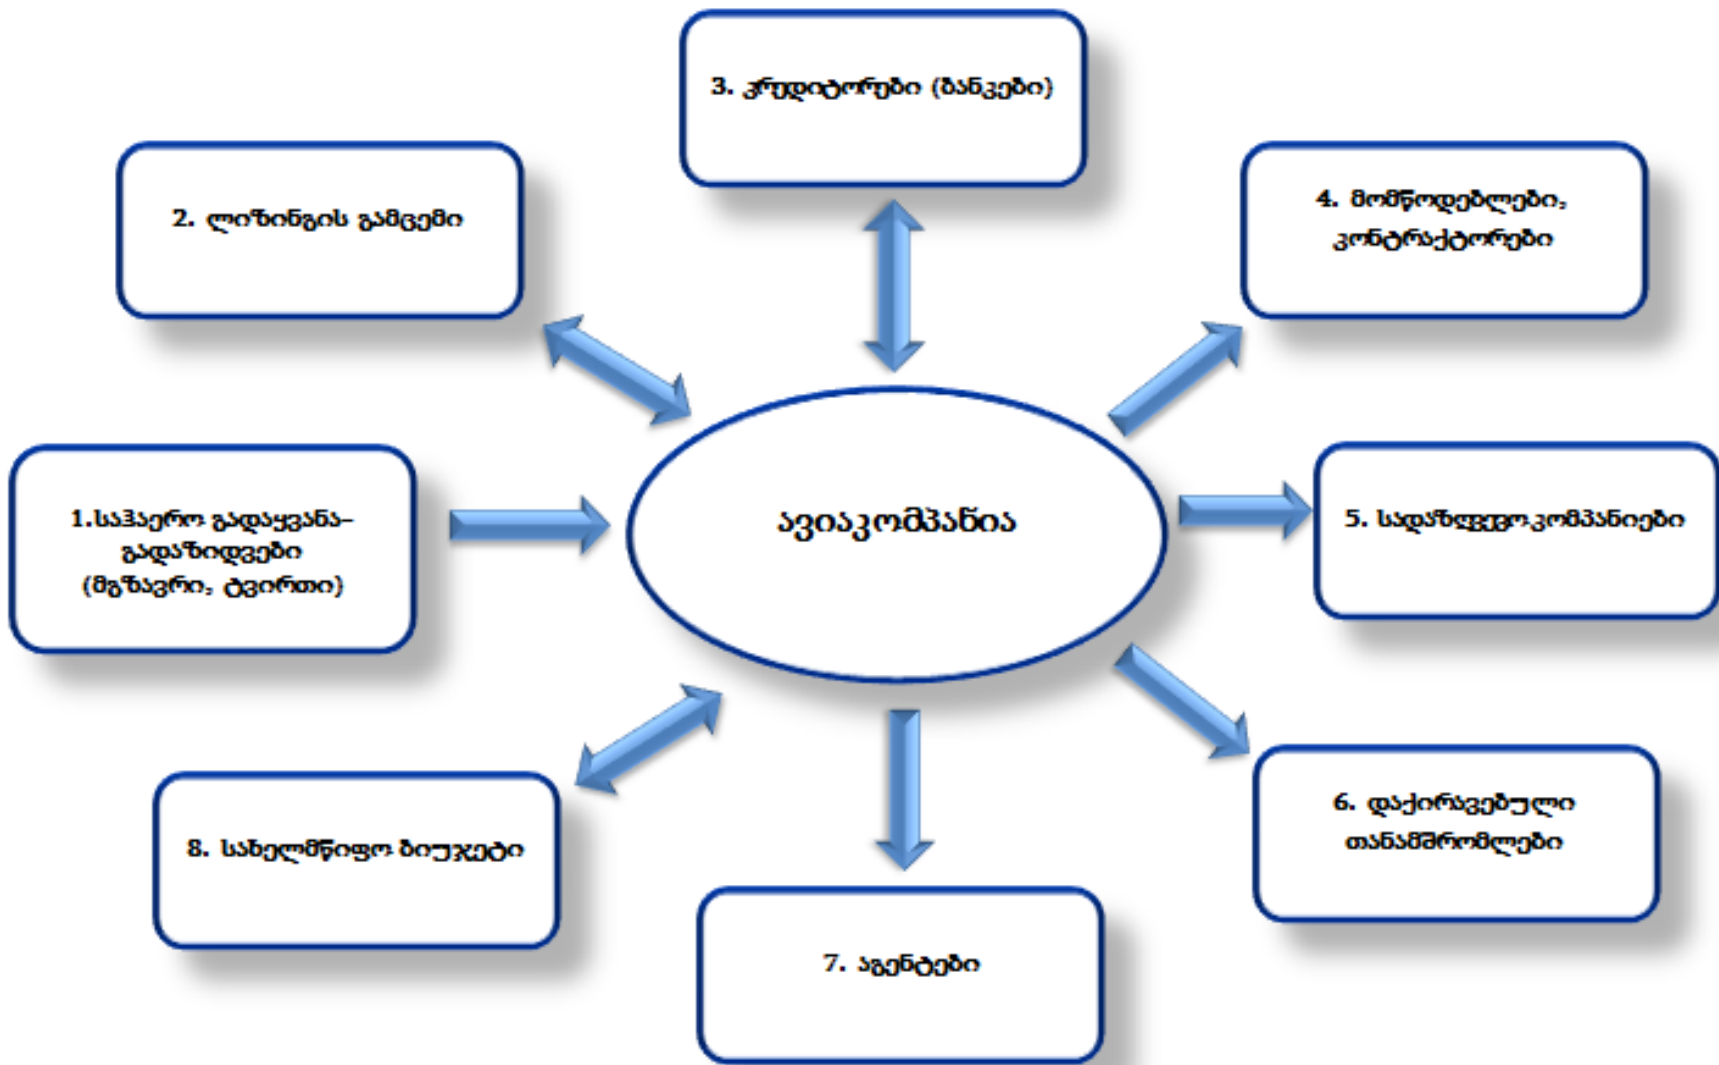 3. კრედიტორები (ბანკები)
2. ლიზინგის გამცემი
4. მომწოდებლები,
კონტრაქტორები
1.საჰაერო გადაყვანა-
გადაზიდვები
(მგზავრი, ტვირთი)
ავიაკომპანია
5. სადაზღვევო კომპანიები
8. სახელმწიფო ბიუჯეტი
6. დაქირავებული
თანამშრომლები
7. აგენტები